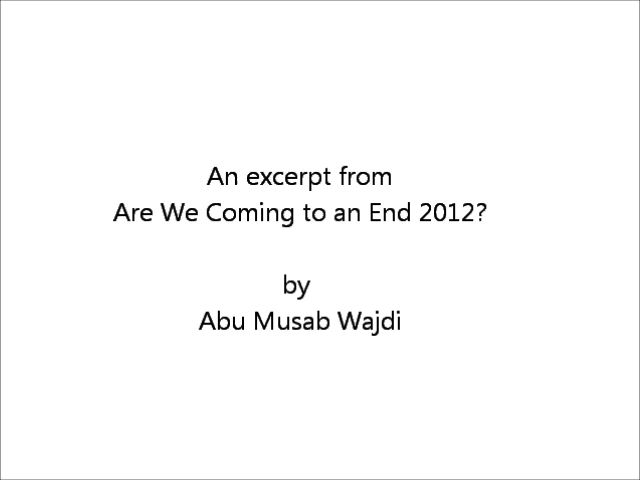 An excerpt from
Are We Coming to an End 2012?
by
Abu Musab Wajdi